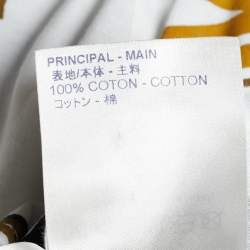 PRINCIPAL - MAIN
表地/本体 - 主料
100% COTON - COTTON
コットン - 棉